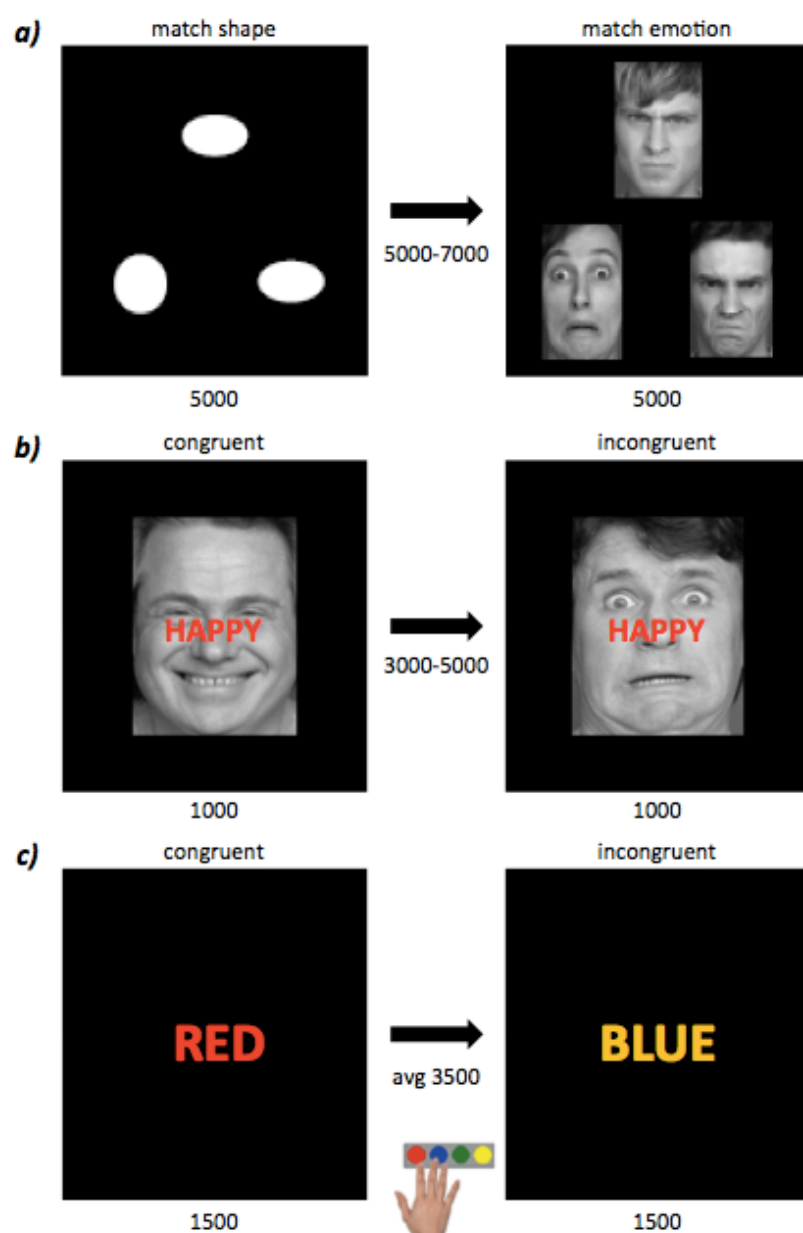 a)
match shape
match emotion
5000-7000
5000
5000
b)
congruent
incongruent
HAPPY
HAPPY
3000-5000
1000
1000
c)
congruent
incongruent
RED
BLUE
avg 3500
1500
1500